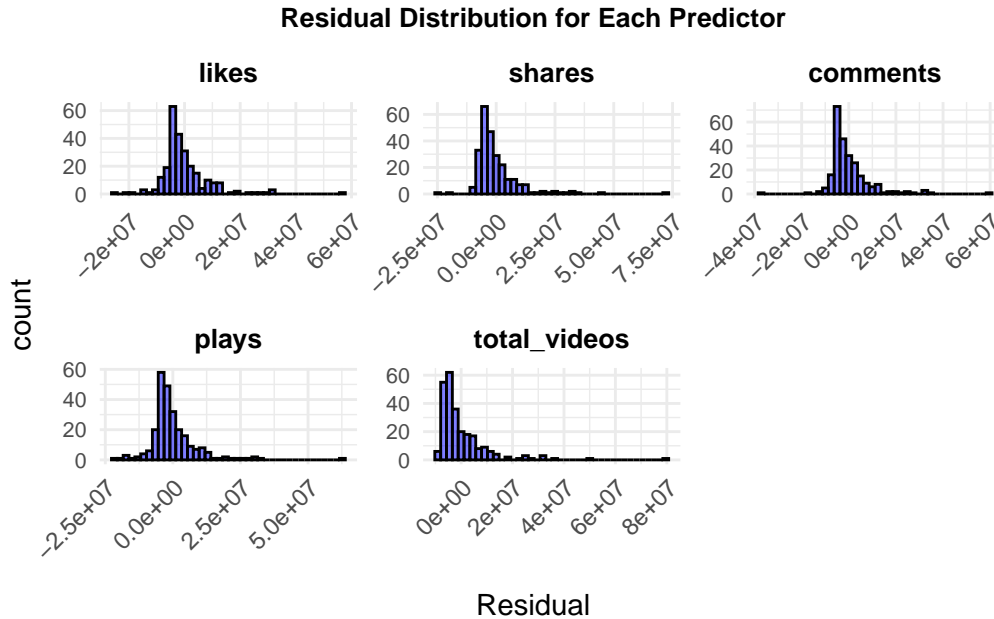 Residual Distribution for Each Predictor
likes
shares
comments
60
40
20
0
−2e+07
0e+00
2e+07
4e+07
6e+07
60
40
20
0
−2.5e+07
0.0e+00
2.5e+07
5.0e+07
7.5e+07
60
40
20
0
−4e+07
−2e+07
0e+00
2e+07
4e+07
6e+07
count
plays
total_videos
60
40
20
0
−2.5e+07
0.0e+00
2.5e+07
5.0e+07
60
40
20
0
0e+00
2e+07
4e+07
6e+07
8e+07
Residual